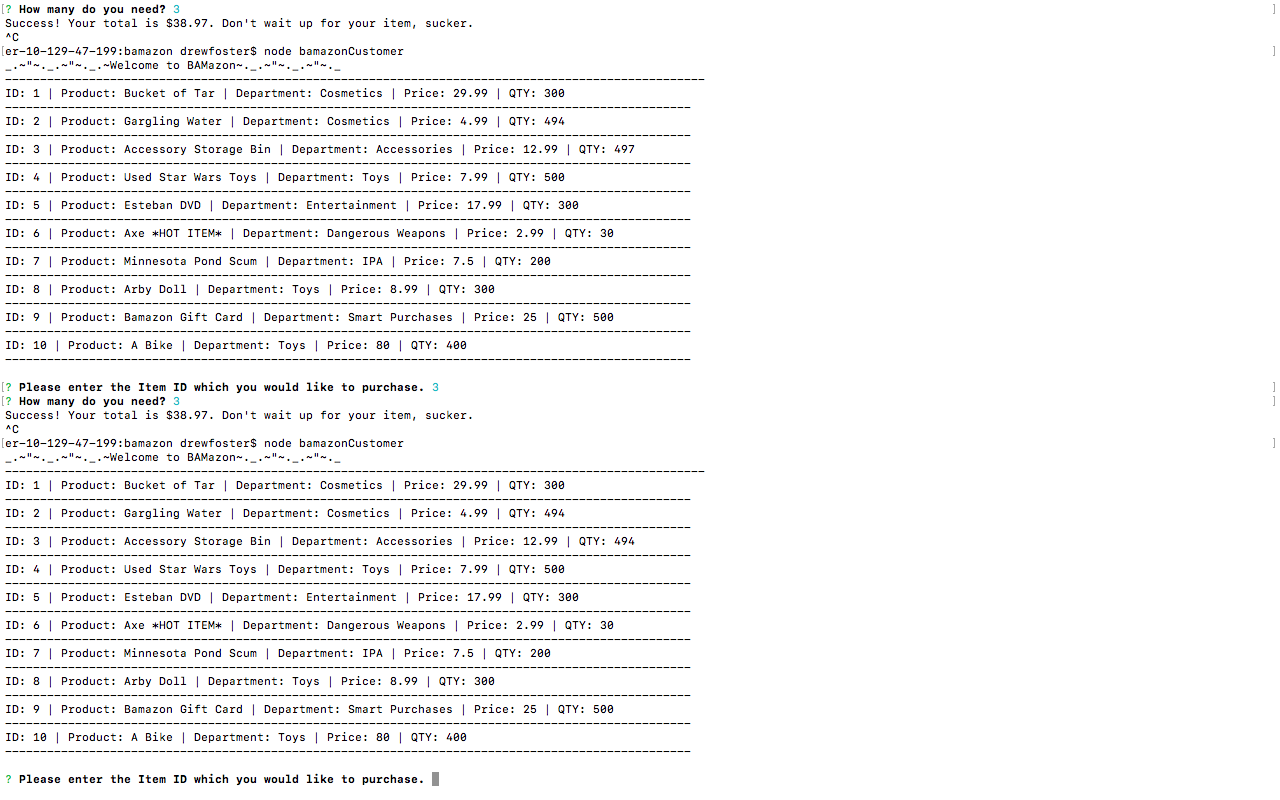 [? How many do you need? 3 ]
Success! Your total is $38.97. Don't wait up for your item, sucker.
^C
[er-10-129-47-199:bamazon drewfoster$ node bamazonCustomer ]
_.~"~._.~"~._.~Welcome to BAMazon~._.~"~._.~"~._
----------------------------------------------------------------------------------------------------
ID: 1 | Product: Bucket of Tar | Department: Cosmetics | Price: 29.99 | QTY: 300
--------------------------------------------------------------------------------------------------
ID: 2 | Product: Gargling Water | Department: Cosmetics | Price: 4.99 | QTY: 494
--------------------------------------------------------------------------------------------------
ID: 3 | Product: Accessory Storage Bin | Department: Accessories | Price: 12.99 | QTY: 497
--------------------------------------------------------------------------------------------------
ID: 4 | Product: Used Star Wars Toys | Department: Toys | Price: 7.99 | QTY: 500
--------------------------------------------------------------------------------------------------
ID: 5 | Product: Esteban DVD | Department: Entertainment | Price: 17.99 | QTY: 300
--------------------------------------------------------------------------------------------------
ID: 6 | Product: Axe *HOT ITEM* | Department: Dangerous Weapons | Price: 2.99 | QTY: 30
--------------------------------------------------------------------------------------------------
ID: 7 | Product: Minnesota Pond Scum | Department: IPA | Price: 7.5 | QTY: 200
--------------------------------------------------------------------------------------------------
ID: 8 | Product: Arby Doll | Department: Toys | Price: 8.99 | QTY: 300
--------------------------------------------------------------------------------------------------
ID: 9 | Product: Bamazon Gift Card | Department: Smart Purchases | Price: 25 | QTY: 500
--------------------------------------------------------------------------------------------------
ID: 10 | Product: A Bike | Department: Toys | Price: 80 | QTY: 400
--------------------------------------------------------------------------------------------------
[? Please enter the Item ID which you would like to purchase. 3 ]
[? How many do you need? 3 ]
Success! Your total is $38.97. Don't wait up for your item, sucker.
^C
[er-10-129-47-199:bamazon drewfoster$ node bamazonCustomer ]
_.~"~._.~"~._.~Welcome to BAMazon~._.~"~._.~"~._
----------------------------------------------------------------------------------------------------
ID: 1 | Product: Bucket of Tar | Department: Cosmetics | Price: 29.99 | QTY: 300
--------------------------------------------------------------------------------------------------
ID: 2 | Product: Gargling Water | Department: Cosmetics | Price: 4.99 | QTY: 494
--------------------------------------------------------------------------------------------------
ID: 3 | Product: Accessory Storage Bin | Department: Accessories | Price: 12.99 | QTY: 494
--------------------------------------------------------------------------------------------------
ID: 4 | Product: Used Star Wars Toys | Department: Toys | Price: 7.99 | QTY: 500
--------------------------------------------------------------------------------------------------
ID: 5 | Product: Esteban DVD | Department: Entertainment | Price: 17.99 | QTY: 300
--------------------------------------------------------------------------------------------------
ID: 6 | Product: Axe *HOT ITEM* | Department: Dangerous Weapons | Price: 2.99 | QTY: 30
--------------------------------------------------------------------------------------------------
ID: 7 | Product: Minnesota Pond Scum | Department: IPA | Price: 7.5 | QTY: 200
--------------------------------------------------------------------------------------------------
ID: 8 | Product: Arby Doll | Department: Toys | Price: 8.99 | QTY: 300
--------------------------------------------------------------------------------------------------
ID: 9 | Product: Bamazon Gift Card | Department: Smart Purchases | Price: 25 | QTY: 500
--------------------------------------------------------------------------------------------------
ID: 10 | Product: A Bike | Department: Toys | Price: 80 | QTY: 400
--------------------------------------------------------------------------------------------------
? Please enter the Item ID which you would like to purchase.